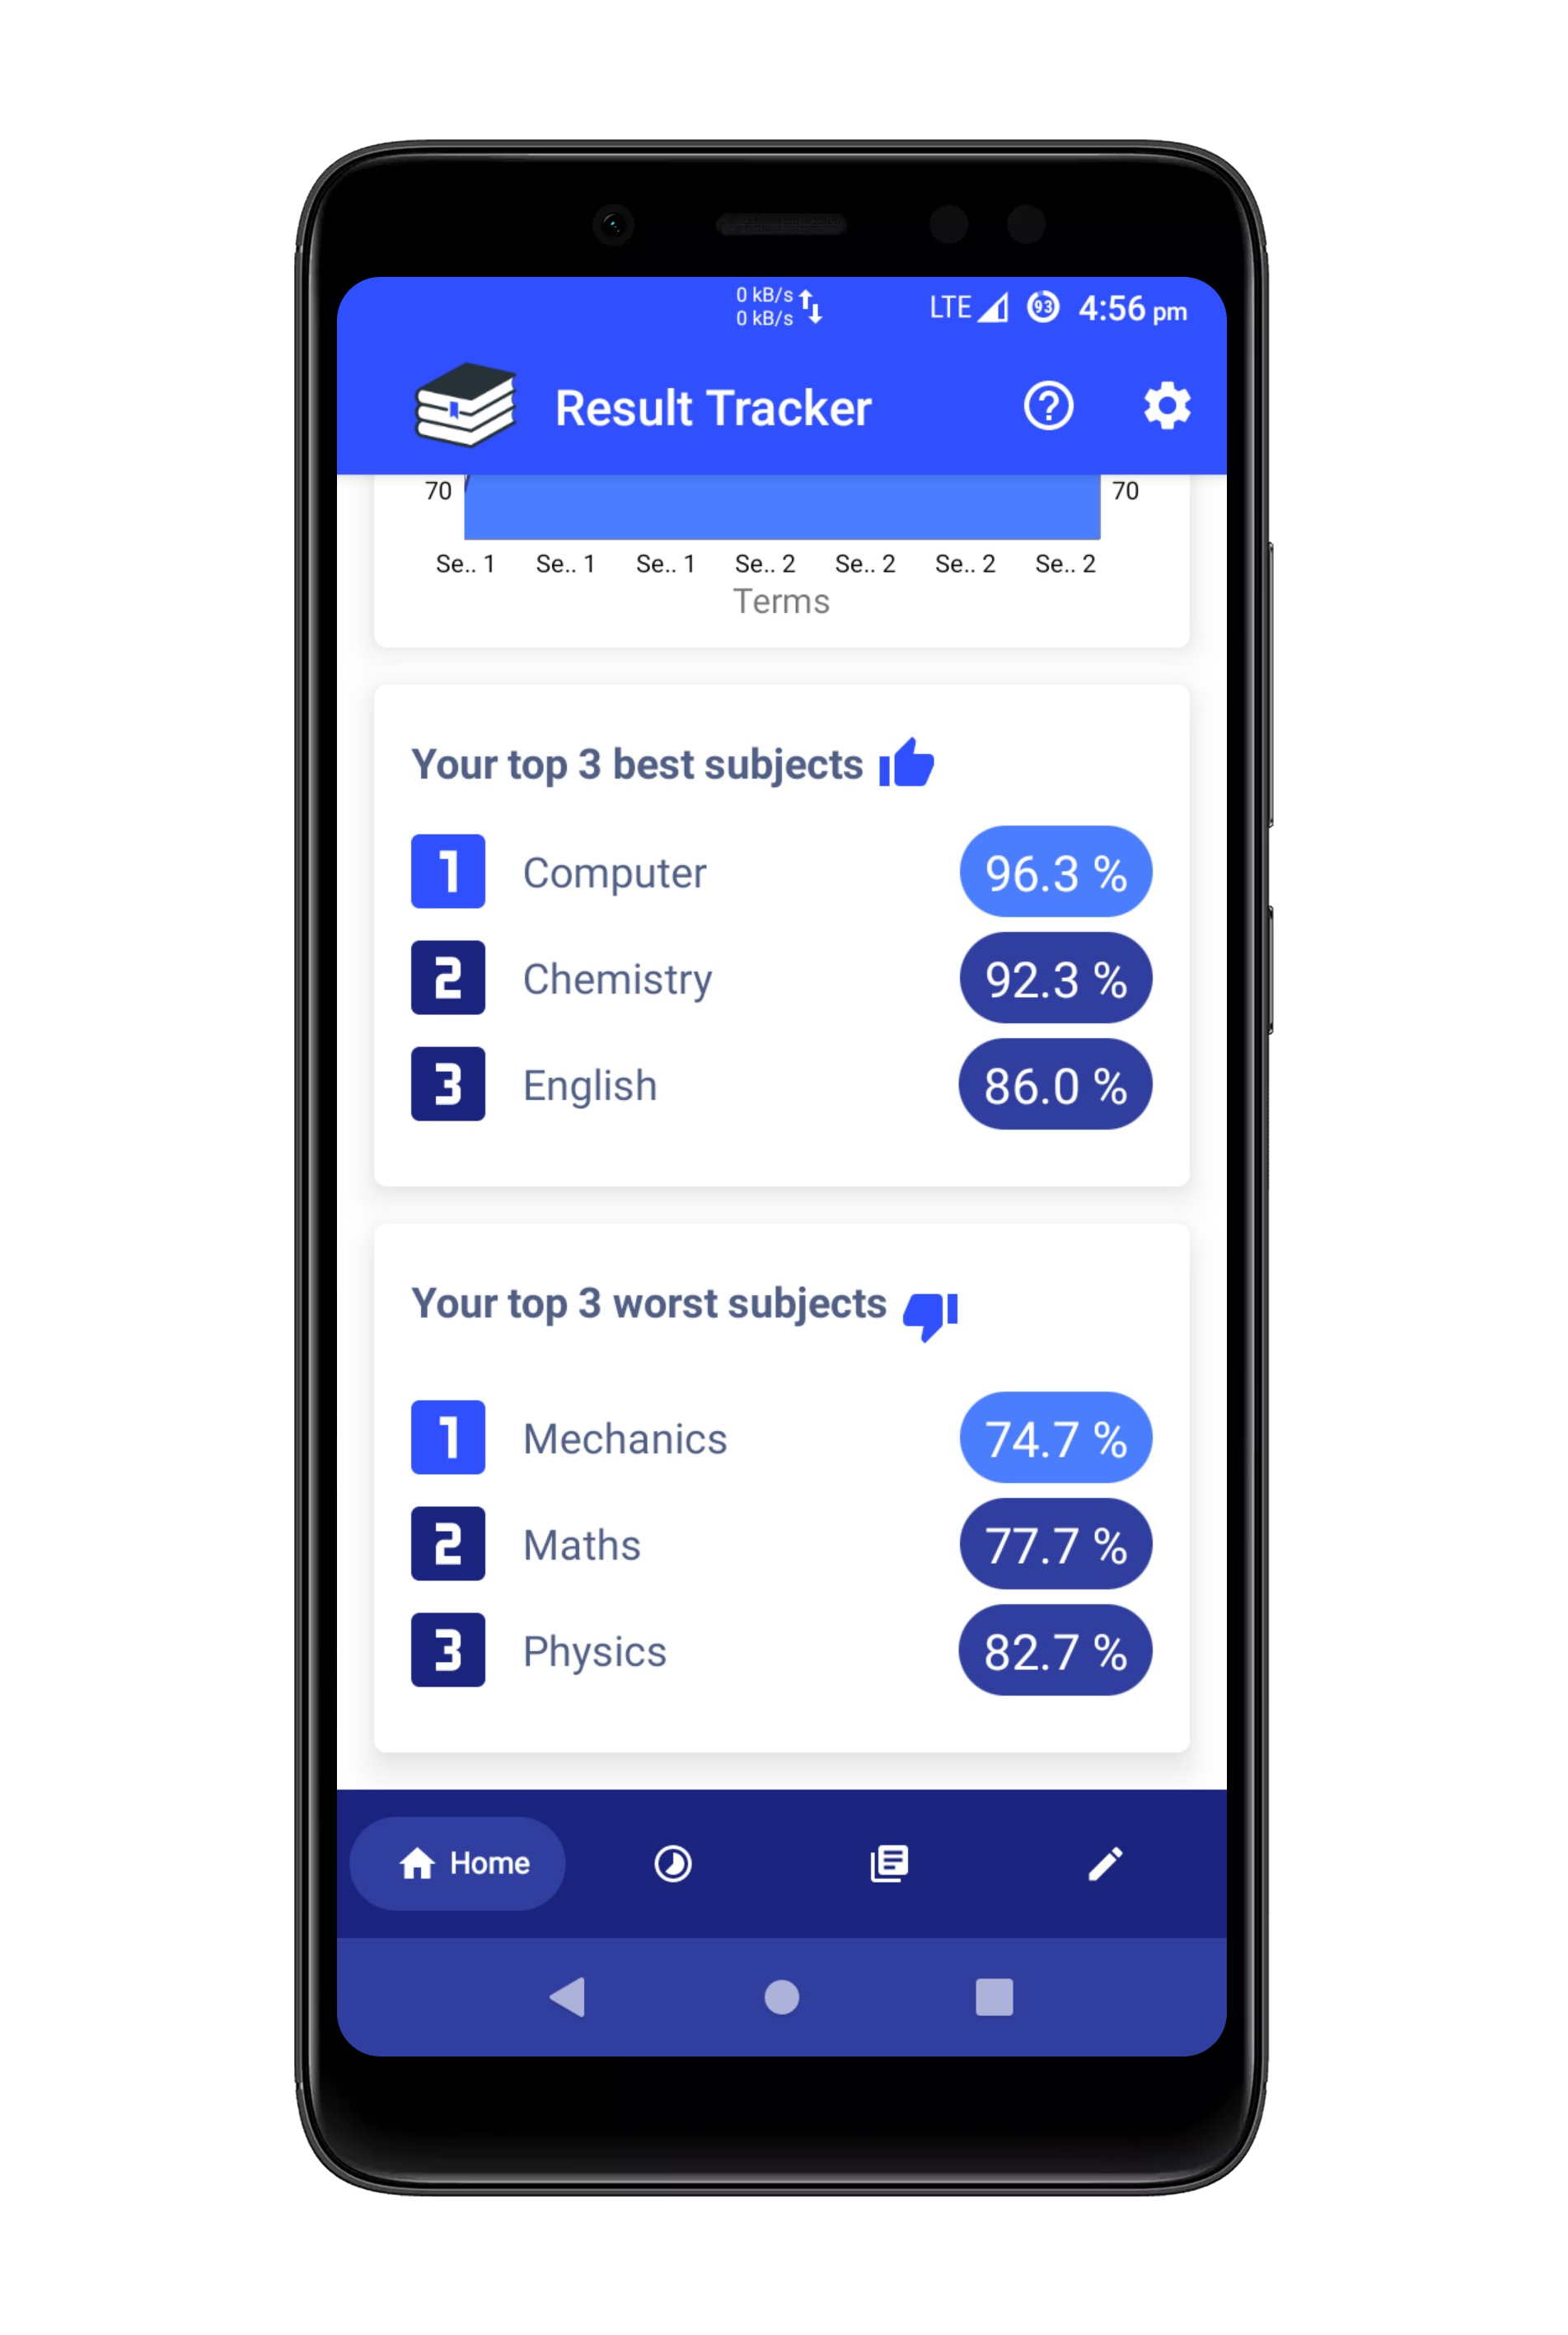 0 kB/s
0 kB/s
LTE 93 4:56 pm
Result Tracker ?
70 70
Se.. 1 Se.. 1 Se.. 1 Se.. 2 Se.. 2 Se.. 2 Se.. 2
Terms
Your top 3 best subjects
1 Computer 96.3 %
2 Chemistry 92.3 %
3 English 86.0 %
Your top 3 worst subjects
1 Mechanics 74.7 %
2 Maths 77.7 %
3 Physics 82.7 %
Home